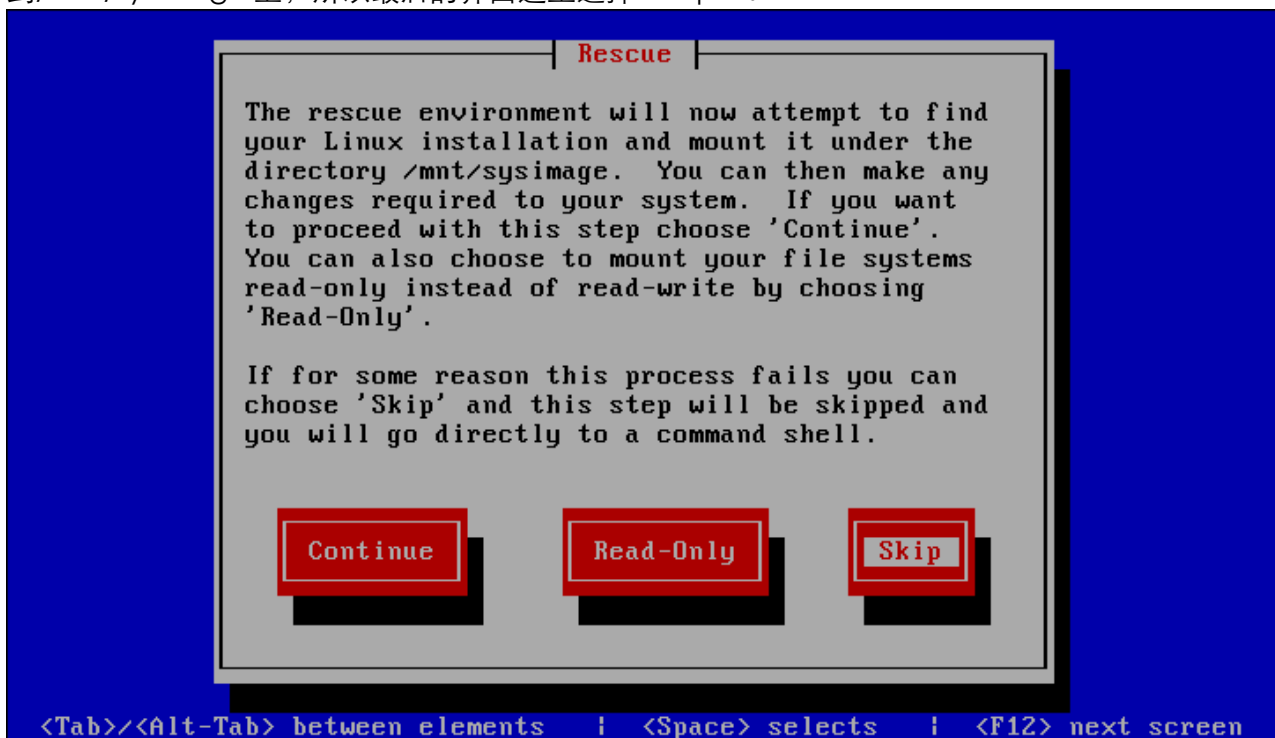 Rescue
The rescue environment will now attempt to find
your Linux installation and mount it under the
directory /mnt/sysimage.  You can then make any
changes required to your system.  If you want
to proceed with this step choose 'Continue'.
You can also choose to mount your file systems
read-only instead of read-write by choosing
'Read-Only'.
If for some reason this process fails you can
choose 'Skip' and this step will be skipped and
you will go directly to a command shell.
Continue Read-Only Skip
<Tab>/<Alt-Tab> between elements | <Space> selects | <F12> next screen